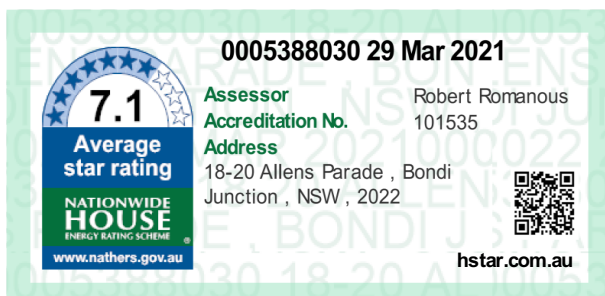 0005388030 29 Mar 2021
7.1
Average
star rating
NATIONWIDE
HOUSE
ENERGY RATING SCHEME
®
www.nathers.gov.au
Assessor Robert Romanous
Accreditation No. 101535
Address
18-20 Allens Parade , Bondi
Junction , NSW , 2022
hstar.com.au